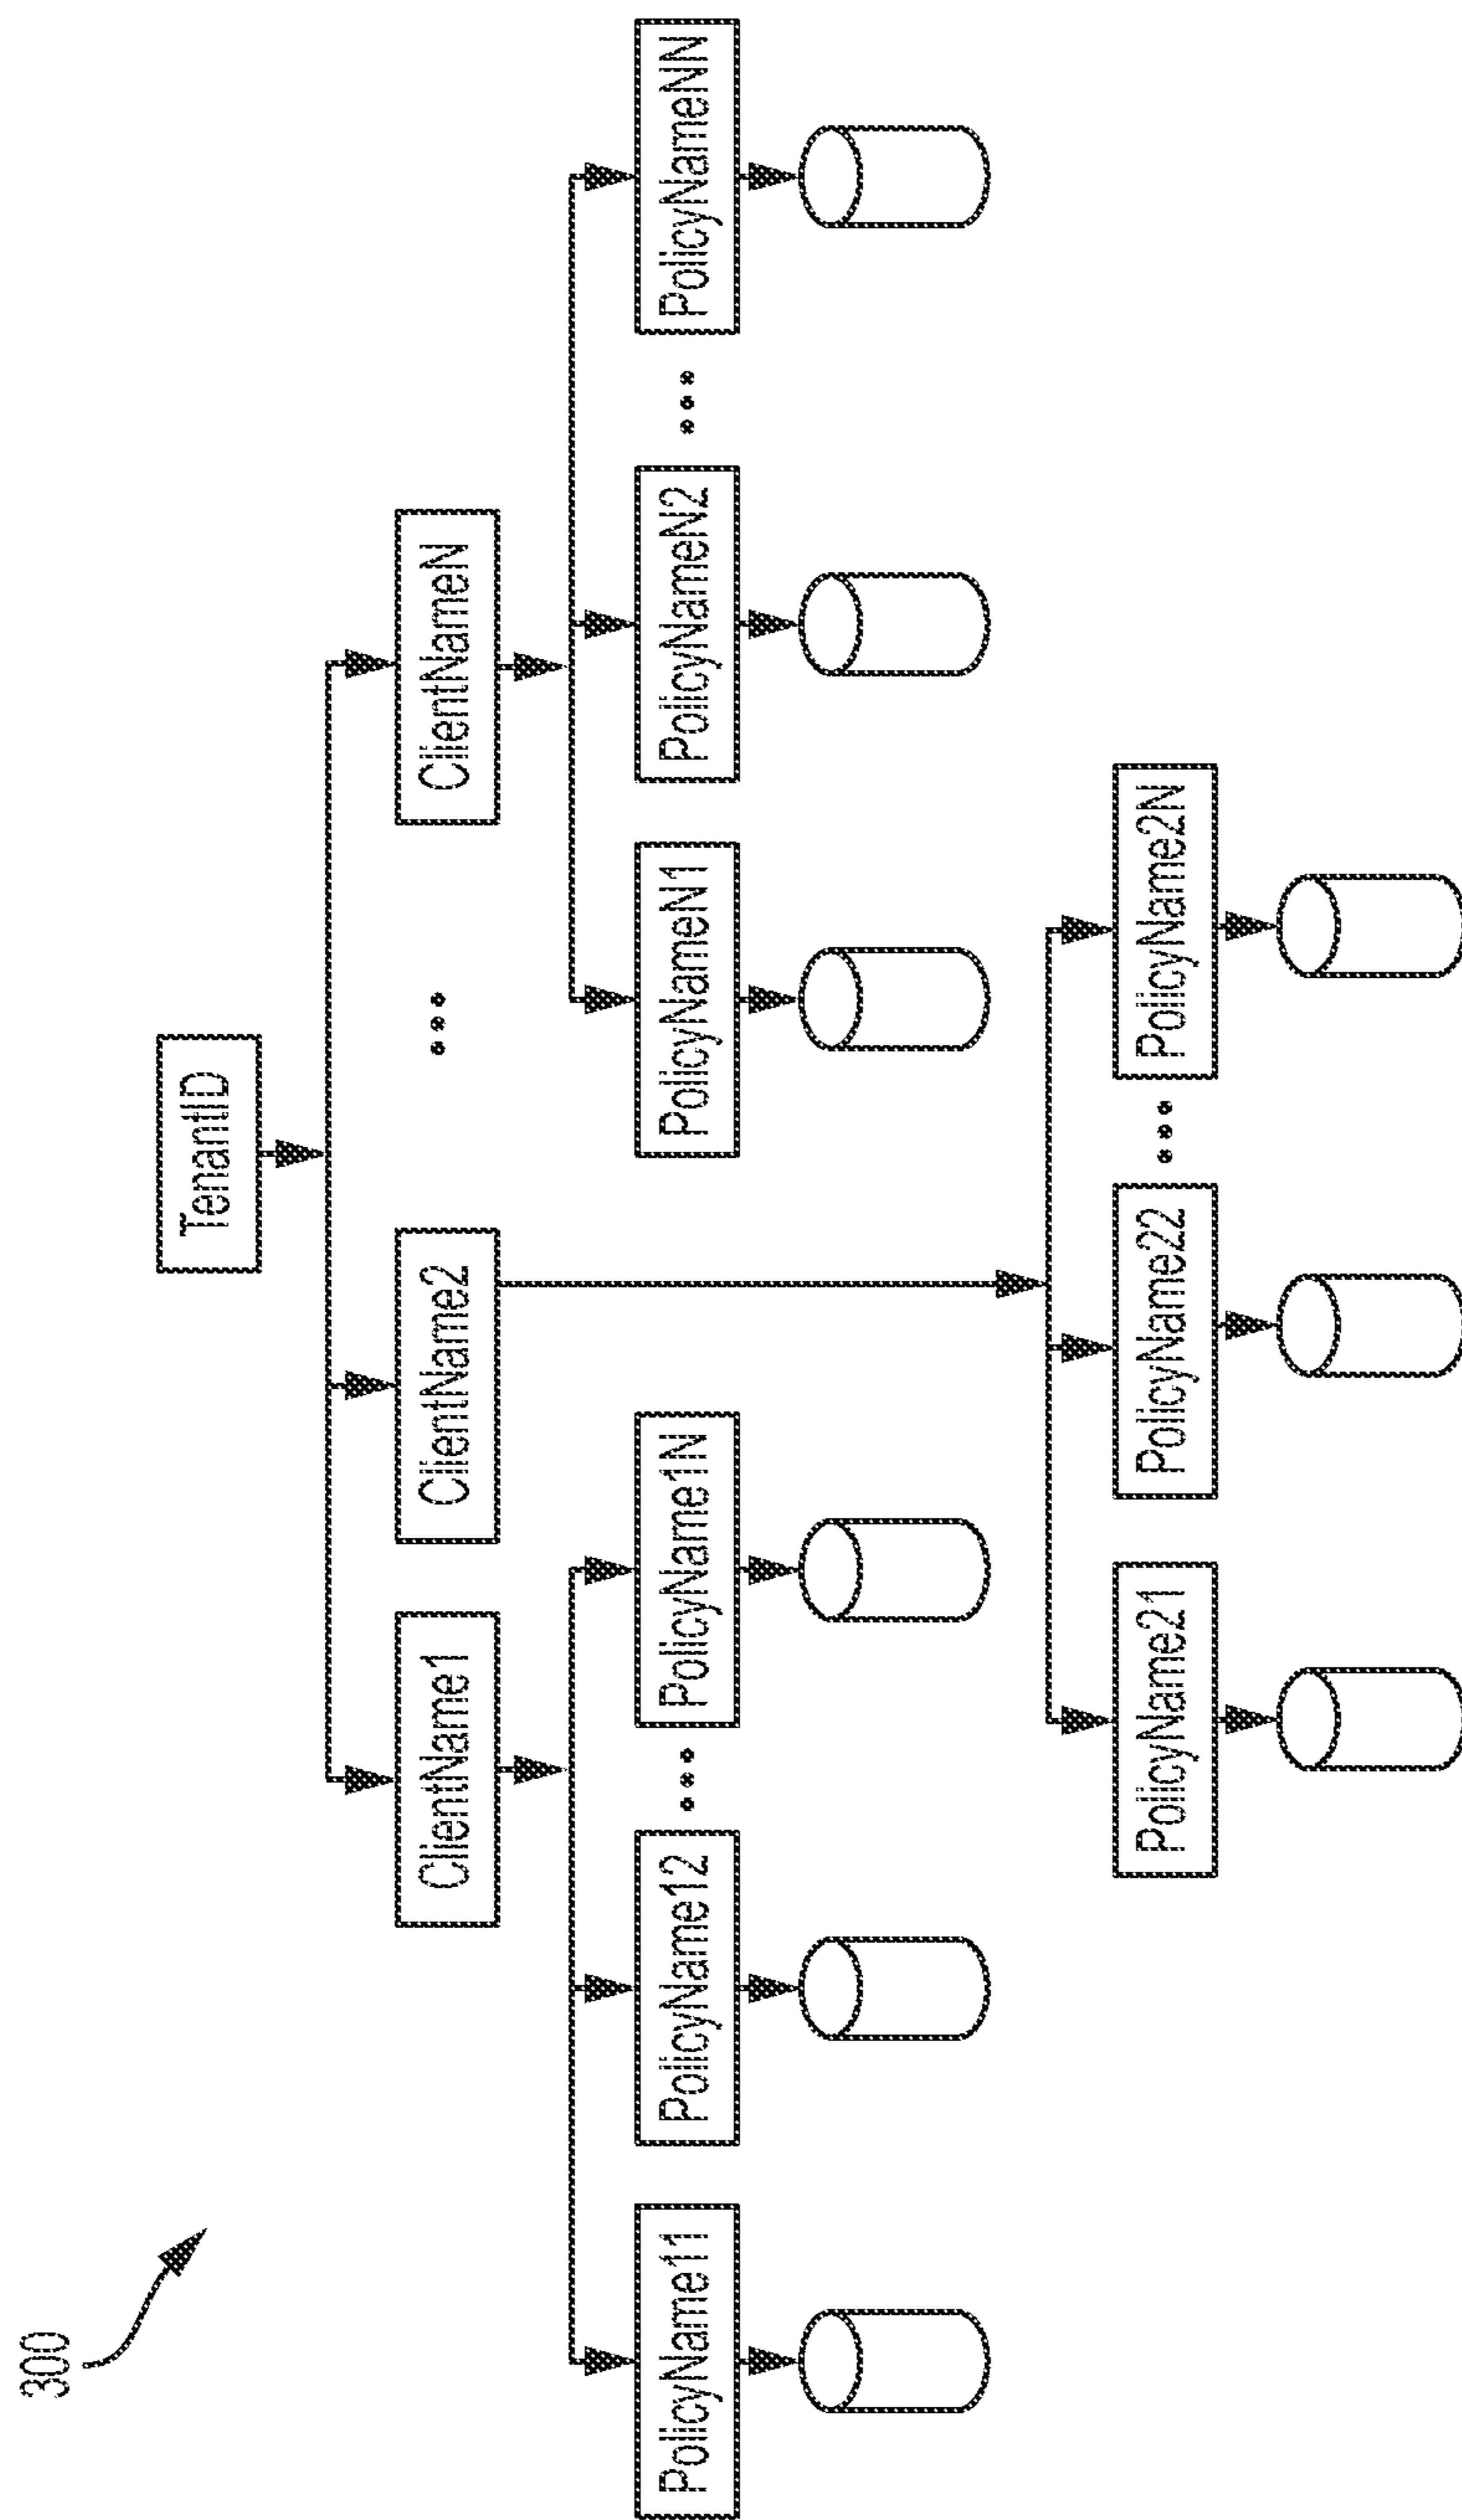 300
TenantID
ClientName1
ClientName2
...
ClientNameN
PolicyName11
PolicyName12
...
PolicyName1N
PolicyNameN1
PolicyNameN2
...
PolicyNameNN
PolicyName21
PolicyName22
...
PolicyName2N